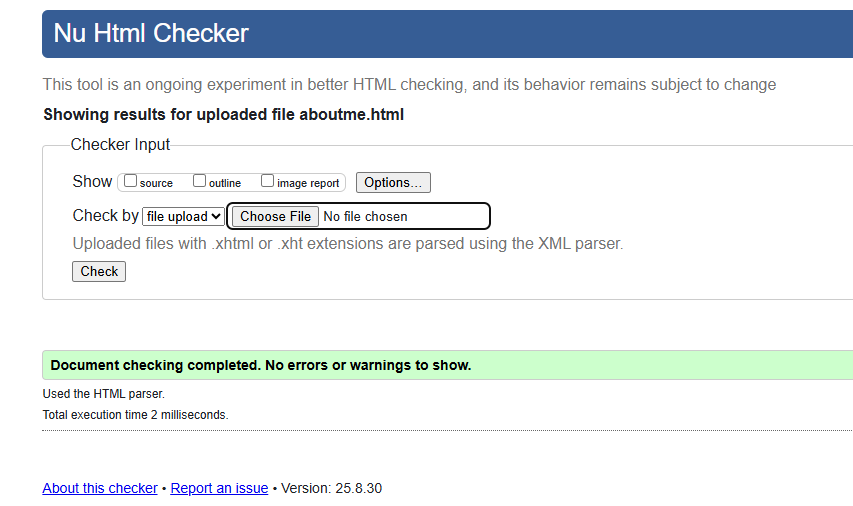 Nu Html Checker
This tool is an ongoing experiment in better HTML checking, and its behavior remains subject to change
Showing results for uploaded file aboutme.html
Checker Input
Show source outline image report Options...
Check by file upload Choose File No file chosen
Uploaded files with .xhtml or .xht extensions are parsed using the XML parser.
Check
Document checking completed. No errors or warnings to show.
Used the HTML parser.
Total execution time 2 milliseconds.
About this checker • Report an issue • Version: 25.8.30